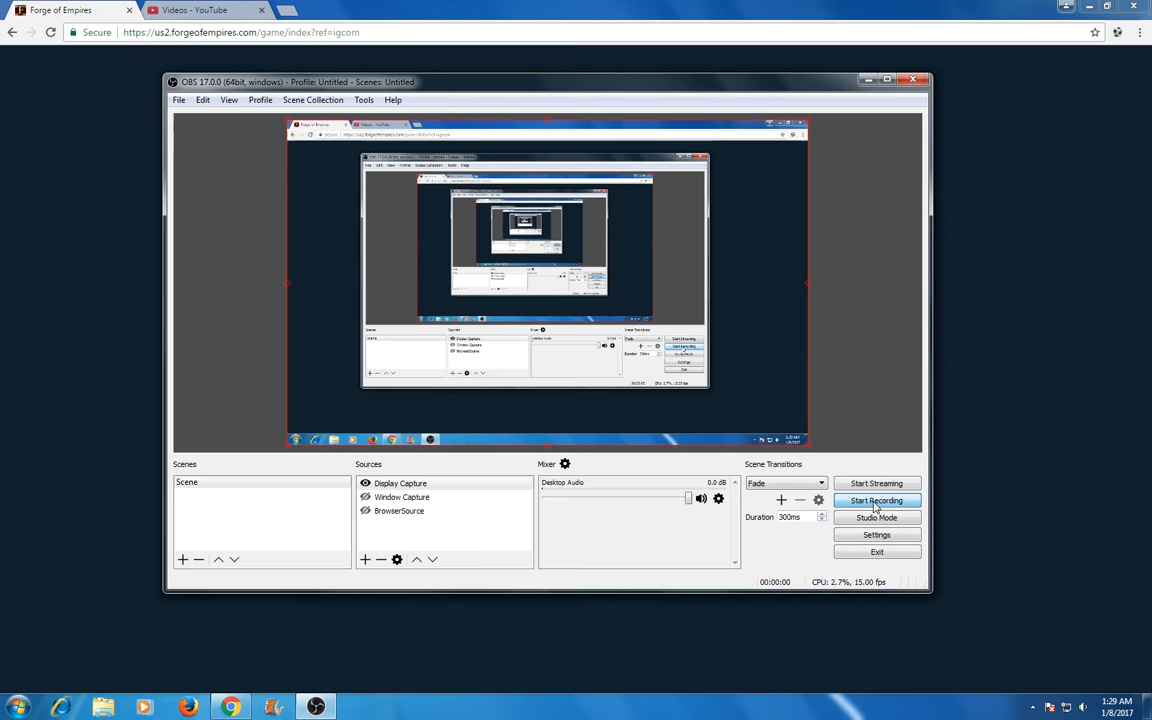 Forge of Empires
Videos - YouTube
Secure
https://us2.forgeofempires.com/game/index?ref=igcom
OBS 17.0.0 (64bit, windows) - Profile: Untitled - Scenes: Untitled
File Edit View Profile Scene Collection Tools Help
Scenes
Sources
Mixer
Scene Transitions
Scene
Display Capture
Window Capture
BrowserSource
Desktop Audio
0.0 dB
Fade
Duration 300ms
Start Streaming
Start Recording
Studio Mode
Settings
Exit
00:00:00
CPU: 2.7%, 15.00 fps
1:29 AM
1/8/2017